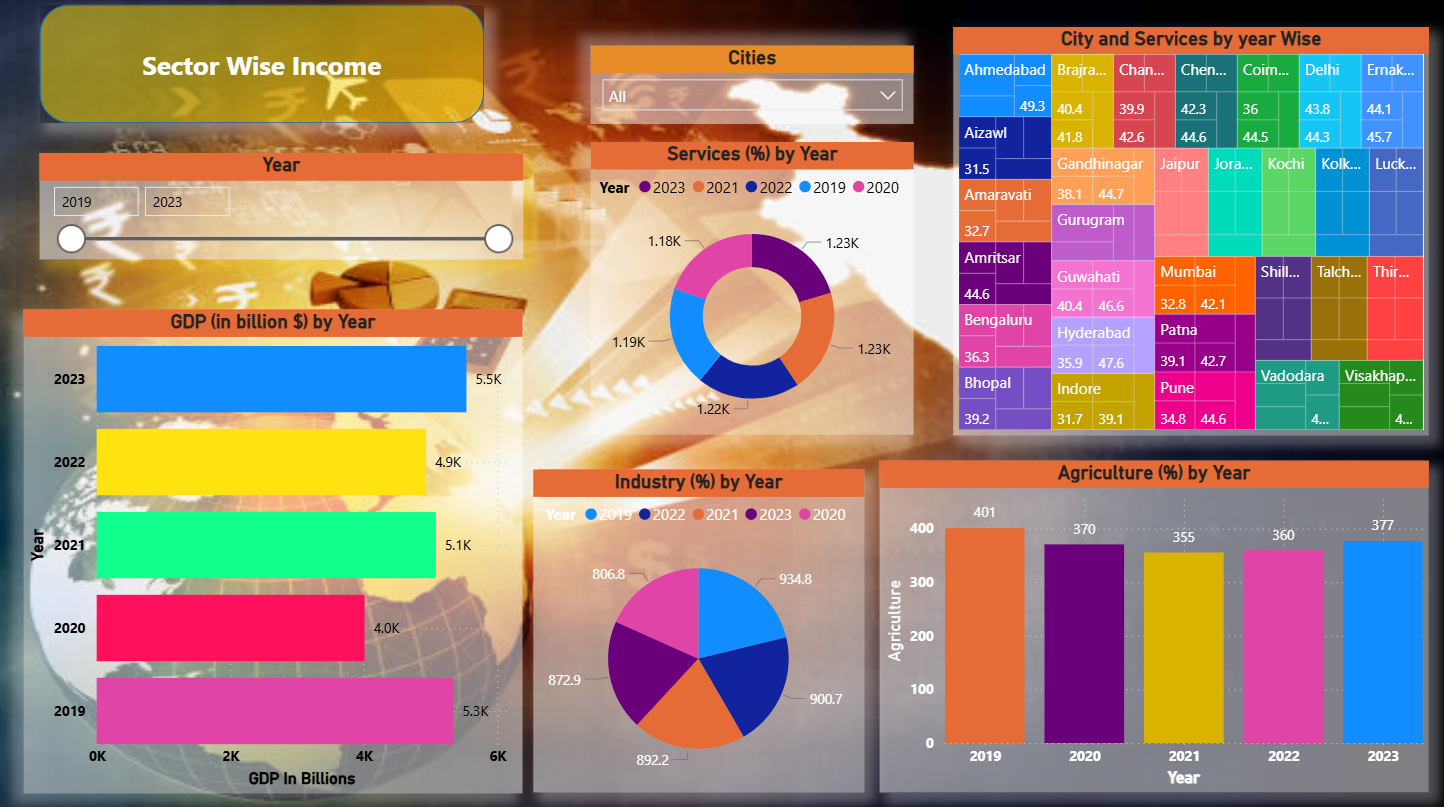 Sector Wise Income
Year
2019
2023
Cities
All
Services (%) by Year
Year 2023 2021 2022 2019 2020
1.18K
1.23K
1.19K
1.23K
1.22K
City and Services by year Wise
Ahmedabad
49.3
Brajra...
40.4
41.8
Chan...
39.9
42.6
Chen...
42.3
44.6
Coim...
36
44.5
Delhi
43.8
44.3
Ernak...
44.1
45.7
Aizawl
31.5
Amaravati
32.7
Amritsar
44.6
Bengaluru
36.3
Bhopal
39.2
Gandhinagar
38.1 44.7
Gurugram
Guwahati
40.4 46.6
Hyderabad
35.9 47.6
Indore
31.7 39.1
Jaipur
Jora...
Kochi
Kolk...
Luck...
Mumbai
32.8 42.1
Patna
39.1 42.7
Pune
34.8 44.6
Shill...
Talch...
Thir...
Vadodara
4...
Visakhap...
4...
GDP (in billion $) by Year
Year
2023
5.5K
2022
4.9K
2021
5.1K
2020
4.0K
2019
5.3K
0K 2K 4K 6K
GDP In Billions
Industry (%) by Year
Year 2019 2022 2021 2023 2020
806.8
934.8
872.9
900.7
892.2
Agriculture (%) by Year
Agriculture
400
300
200
100
0
401
370
355
360
377
2019 2020 2021 2022 2023
Year